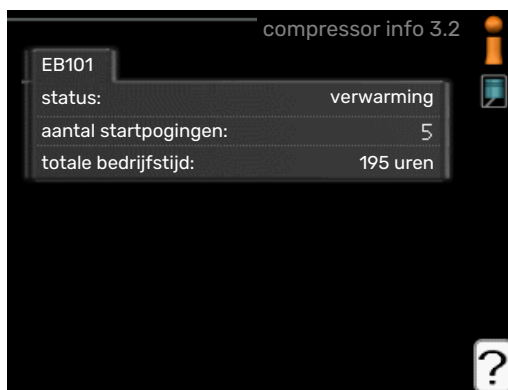 compressor info 3.2
EB101
status: verwarming
aantal startpogingen: 5
totale bedrijfstijd: 195 uren
?